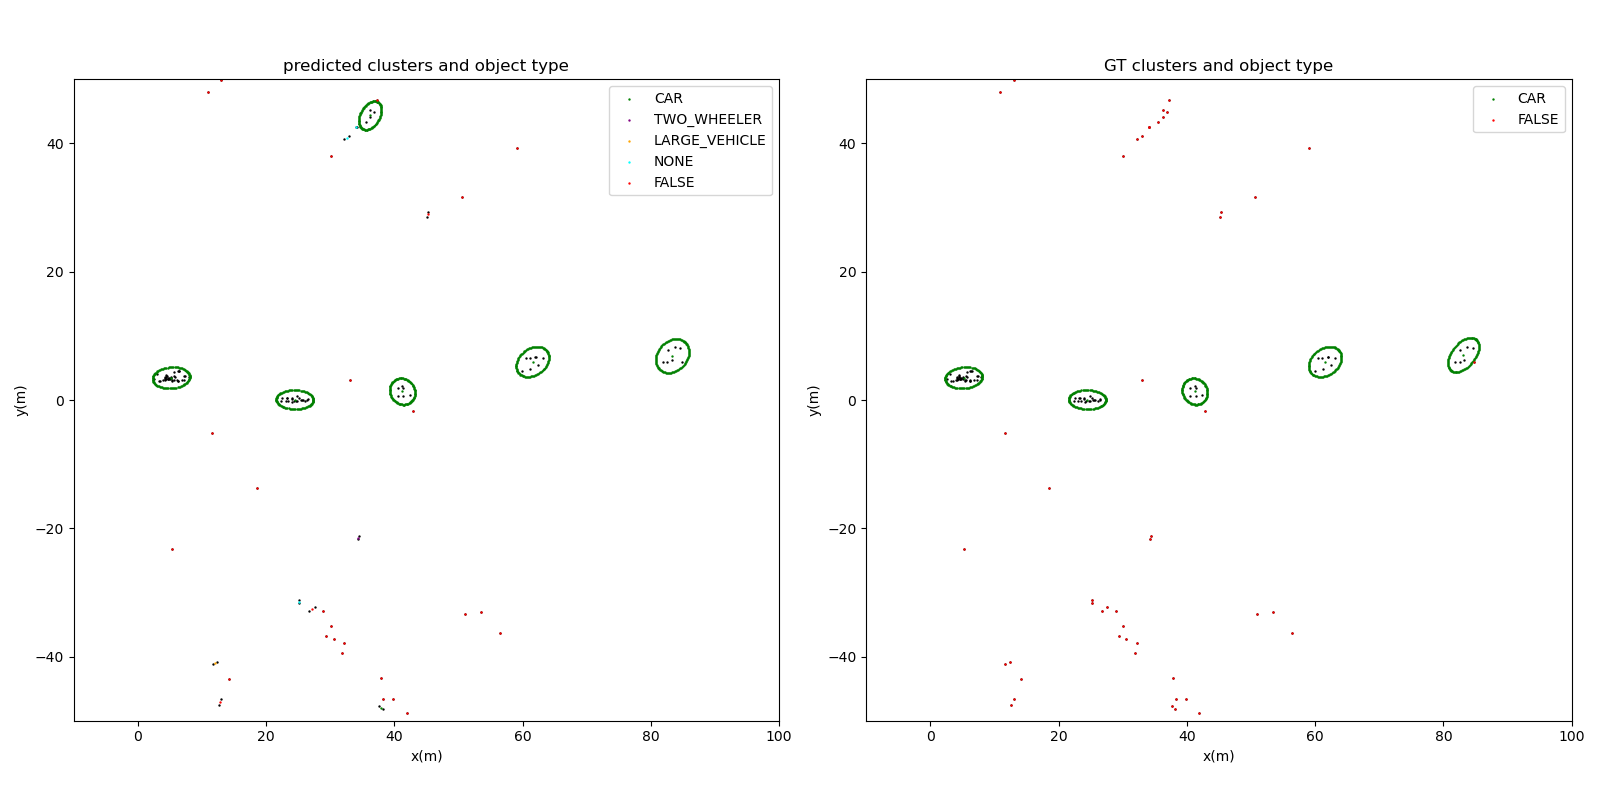 predicted clusters and object type
CAR
TWO_WHEELER
LARGE_VEHICLE
NONE
FALSE
40
20
0
−20
−40
y(m)
0
20
40
60
80
100
x(m)
GT clusters and object type
CAR
FALSE
40
20
0
−20
−40
y(m)
0
20
40
60
80
100
x(m)